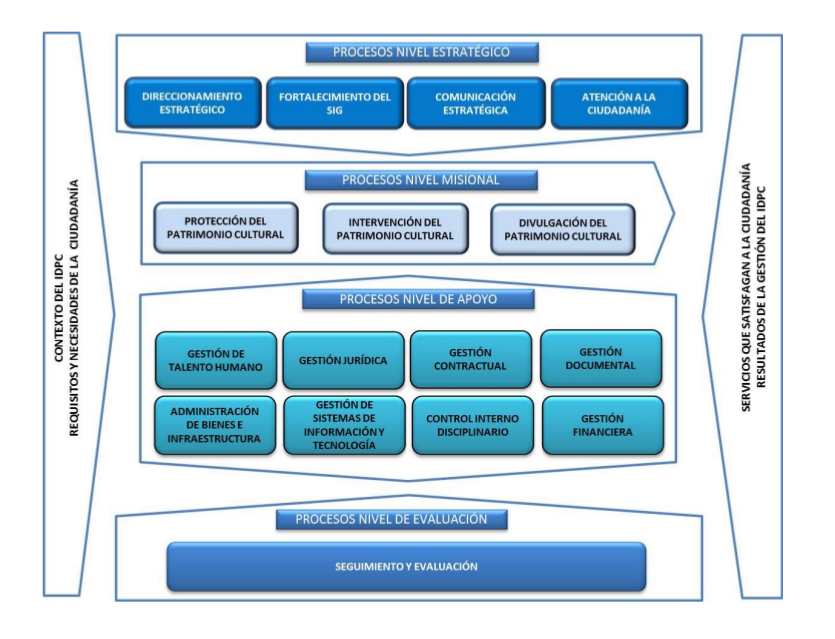 CONTEXTO DEL IDPC
REQUISITOS Y NECESIDADES DE LA CIUDADANÍA
PROCESOS NIVEL ESTRATÉGICO
DIRECCIONAMIENTO
ESTRATÉGICO
FORTALECIMIENTO DEL
SIG
COMUNICACIÓN
ESTRATÉGICA
ATENCIÓN A LA
CIUDADANÍA
PROCESOS NIVEL MISIONAL
PROTECCIÓN DEL
PATRIMONIO CULTURAL
INTERVENCIÓN DEL
PATRIMONIO CULTURAL
DIVULGACIÓN DEL
PATRIMONIO CULTURAL
PROCESOS NIVEL DE APOYO
GESTIÓN DE
TALENTO HUMANO
GESTIÓN JURÍDICA
GESTIÓN
CONTRACTUAL
GESTIÓN
DOCUMENTAL
ADMINISTRACIÓN
DE BIENES E
INFRAESTRUCTURA
GESTIÓN DE
SISTEMAS DE
INFORMACIÓN Y
TECNOLOGÍA
CONTROL INTERNO
DISCIPLINARIO
GESTIÓN
FINANCIERA
PROCESOS NIVEL DE EVALUACIÓN
SEGUIMIENTO Y EVALUACIÓN
SERVICIOS QUE SATISFAGAN A LA CIUDADANÍA
RESULTADOS DE LA GESTIÓN DEL IDPC